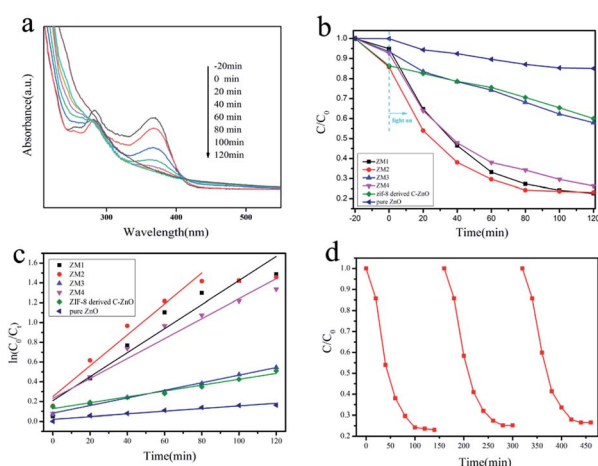 a
-20min
0 min
20 min
40 min
60 min
80 min
100min
120min
Absorbance(a.u.)
300 400 500
Wavelength(nm)
b
1.0
0.9
0.8
0.7
0.6
0.5
0.4
0.3
0.2
C/C0
light on
ZM1
ZM2
ZM3
ZM4
zif-8 derived C-ZnO
pure ZnO
-20 0 20 40 60 80 100 120
Time(min)
c
ZM1
ZM2
ZM3
ZM4
ZIF-8 derived C-ZnO
pure ZnO
1.6
1.4
1.2
1.0
0.8
0.6
0.4
0.2
0.0
ln(C0/Ct)
0 20 40 60 80 100 120
Time(min)
d
1.0
0.9
0.8
0.7
0.6
0.5
0.4
0.3
0.2
C/C0
0 50 100 150 200 250 300 350 400 450
Time(min)